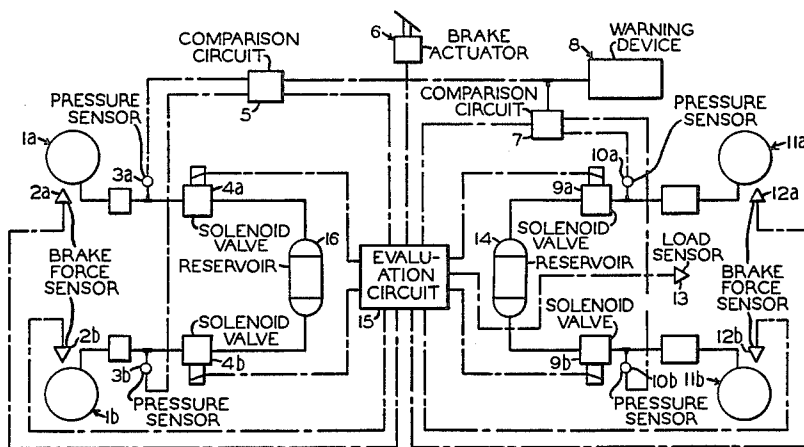 6
BRAKE
ACTUATOR
8
WARNING
DEVICE
COMPARISON
CIRCUIT
5
COMPARISON
CIRCUIT
7
PRESSURE
SENSOR
PRESSURE
SENSOR
1a
3a
4a
2a
10a
9a
11a
12a
SOLENOID
VALVE
16
RESERVOIR
SOLENOID
VALVE
14
RESERVOIR
EVALU-
ATION
CIRCUIT
15
BRAKE
FORCE
SENSOR
LOAD
SENSOR
13
BRAKE
FORCE
SENSOR
SOLENOID
VALVE
SOLENOID
VALVE
2b
3b
4b
PRESSURE
SENSOR
1b
9b
10b
PRESSURE
SENSOR
11b
12b